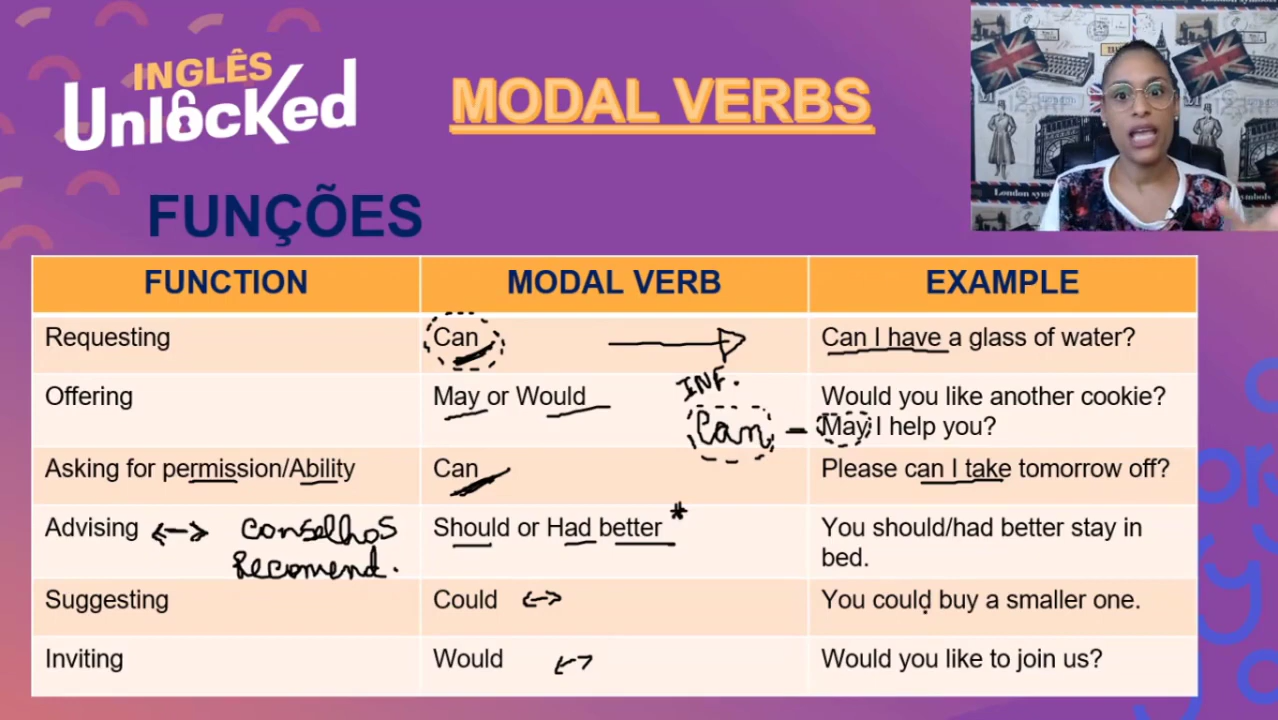 INGLÊS
Unlocked
MODAL VERBS
London symbols
FUNÇÕES
FUNCTION MODAL VERB EXAMPLE
Requesting Can Can I have a glass of water?
Offering May or Would Would you like another cookie?
INF.
Can - May I help you?
Asking for permission/Ability Can Please can I take tomorrow off?
Advising <-> Conselhos Should or Had better * You should/had better stay in
Recomend. bed.
Suggesting Could <-> You could buy a smaller one.
Inviting Would <-> Would you like to join us?